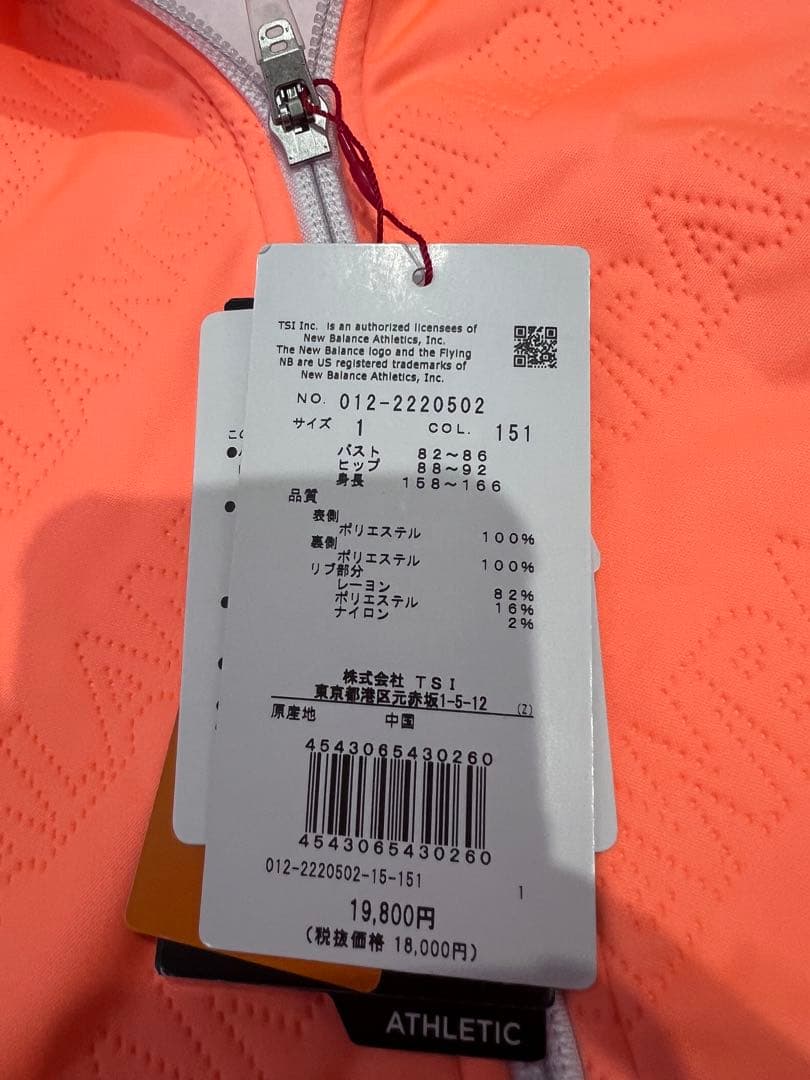 TSI Inc. is an authorized licensees of
New Balance Athletics, Inc.
The New Balance logo and the Flying
NB are US registered trademarks of
New Balance Athletics, Inc.
NO. 012-2220502
サイズ 1 COL. 151
バスト 82～86
ヒップ 88～92
身長 158～166
品質
表側
ポリエステル 100%
裏側
ポリエステル 100%
リブ部分
レーヨン 82%
ポリエステル 16%
ナイロン 2%
株式会社 TSI
東京都港区元赤坂1-5-12 (Z)
原産地 中国
4543065430260
4543065430260
012-2220502-15-151
1
19,800円
(税抜価格 18,000円)
ATHLETIC